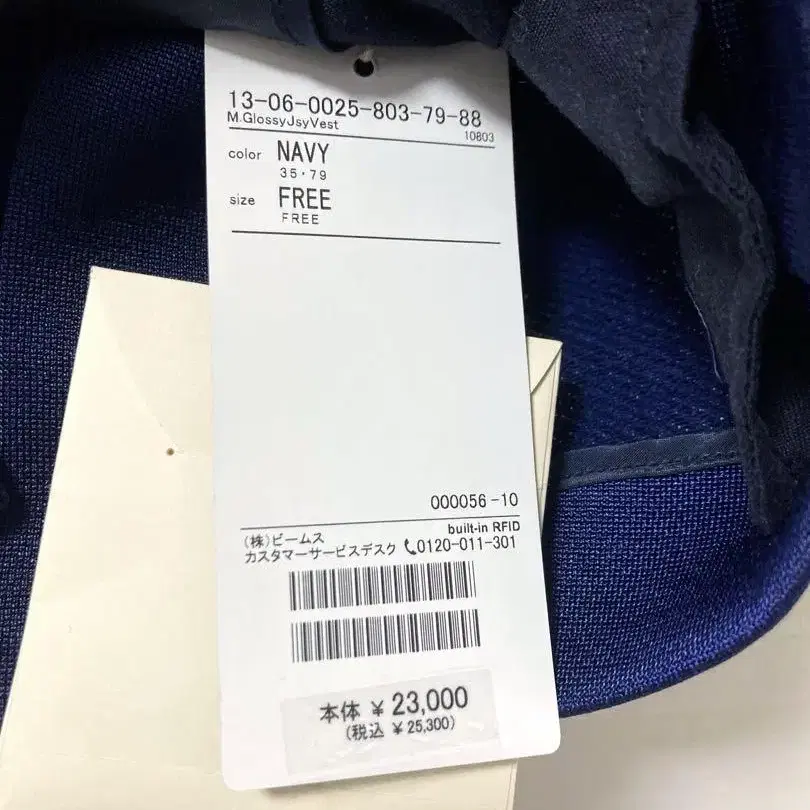 13-06-0025-803-79-88
M.GlossyJsyVest
10803
color NAVY
35・79
size FREE
FREE
000056-10
built-in RFID
(株)ビームス
カスタマーサービスデスク 0120-011-301
本体 ¥ 23,000
(税込 ¥25,300)